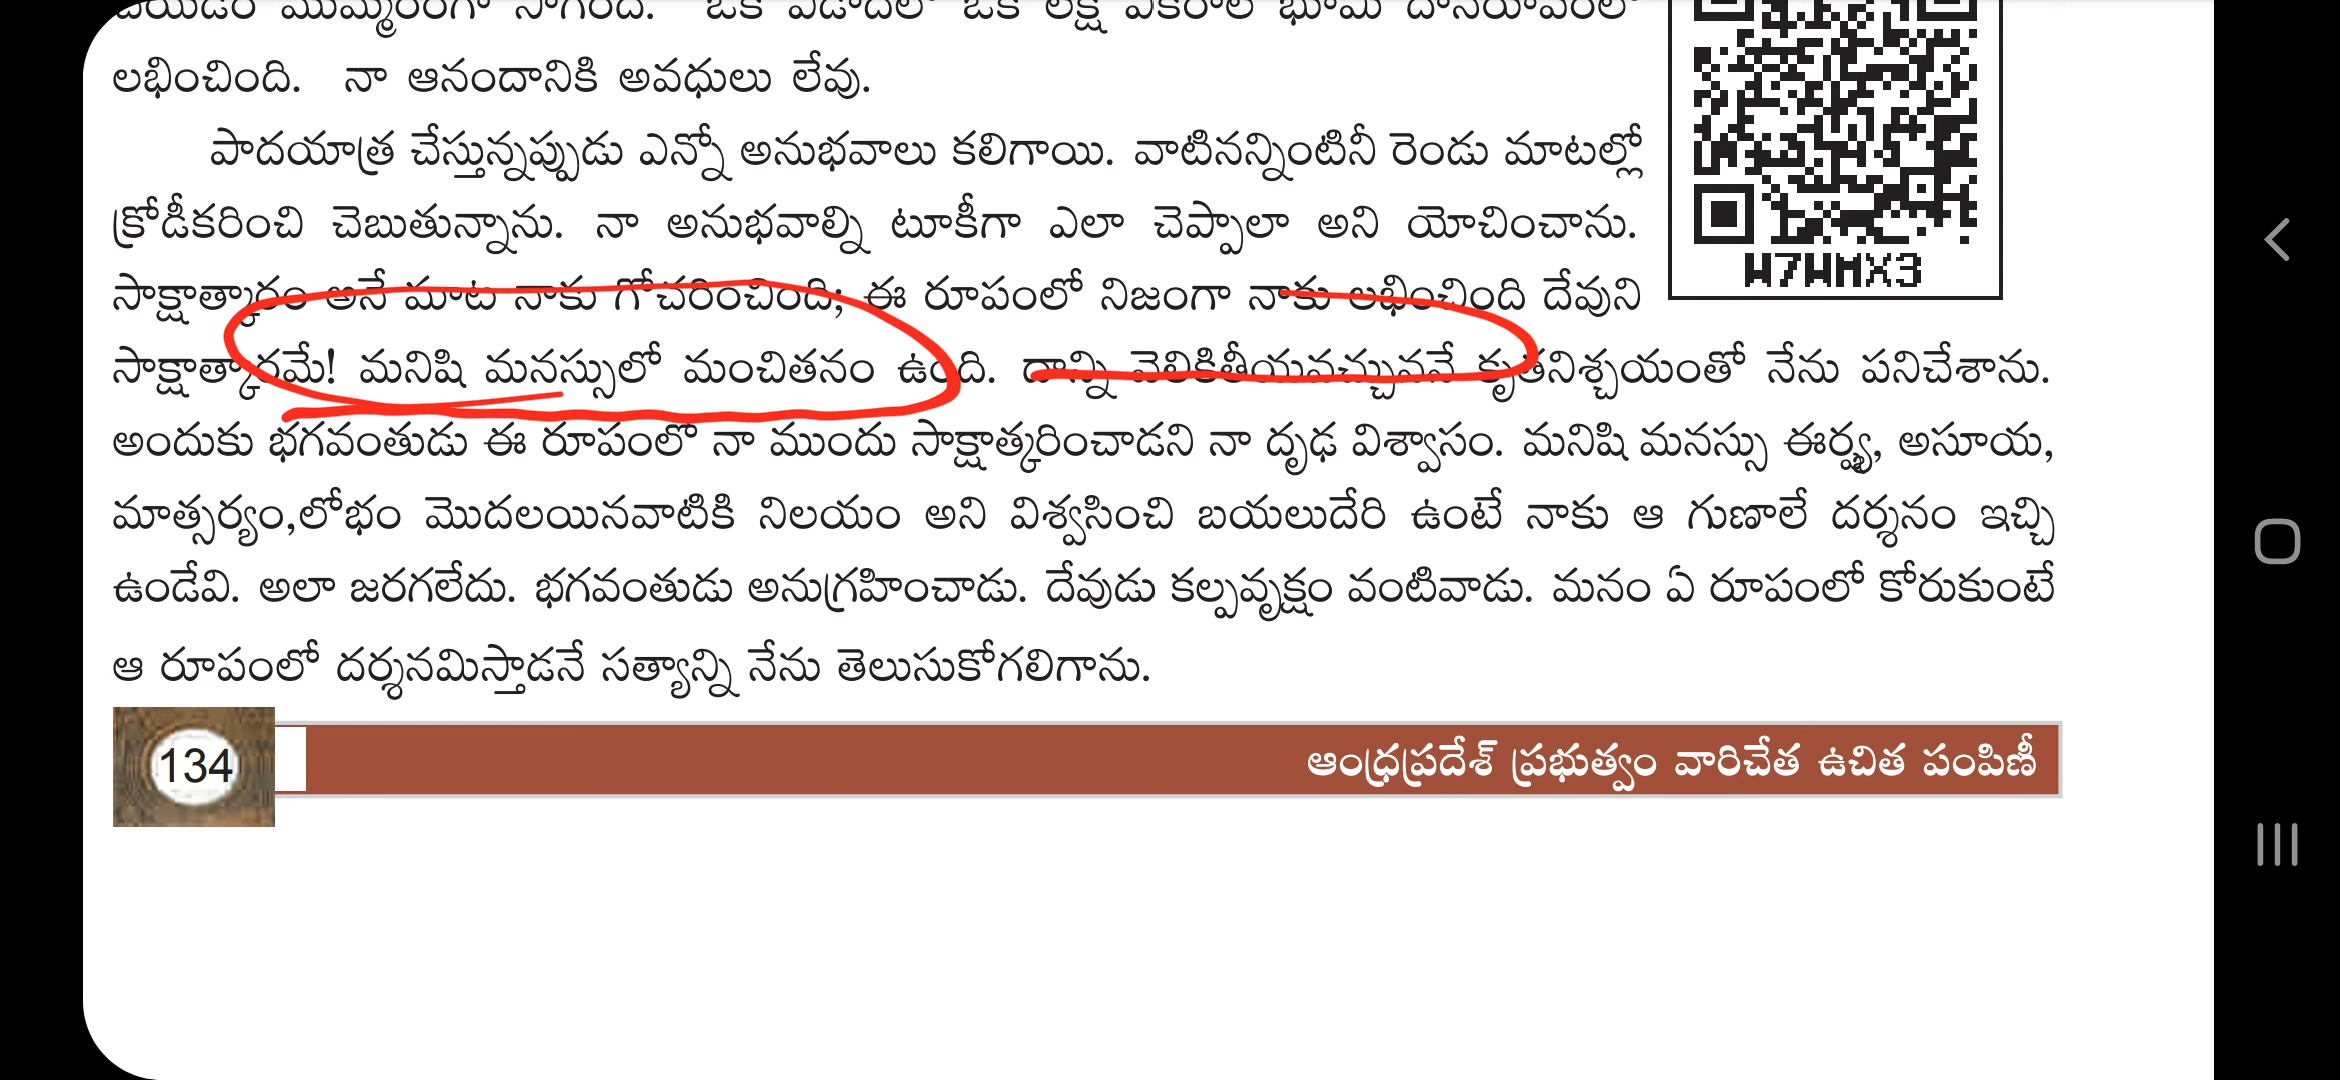 లభించింది. నా ఆనందానికి అవధులు లేవు.
పాదయాత్ర చేస్తున్నప్పుడు ఎన్నో అనుభవాలు కలిగాయి. వాటినన్నింటినీ రెండు మాటల్లో
క్రోడీకరించి చెబుతున్నాను. నా అనుభవాల్ని టూకీగా ఎలా చెప్పాలా అని యోచించాను.
సాక్షాత్కారం అనే మాట నాకు గోచరించింది; ఈ రూపంలో నిజంగా నాకు లభించింది దేవుని
సాక్షాత్కారమే! మనిషి మనస్సులో మంచితనం ఉంది. దాన్ని వెలికితీయవచ్చుననే కృతనిశ్చయంతో నేను పనిచేశాను.
అందుకు భగవంతుడు ఈ రూపంలో నా ముందు సాక్షాత్కరించాడని నా దృఢ విశ్వాసం. మనిషి మనస్సు ఈర్ష్య, అసూయ,
మాత్సర్యం,లోభం మొదలయినవాటికి నిలయం అని విశ్వసించి బయలుదేరి ఉంటే నాకు ఆ గుణాలే దర్శనం ఇచ్చి
ఉండేవి. అలా జరగలేదు. భగవంతుడు అనుగ్రహించాడు. దేవుడు కల్పవృక్షం వంటివాడు. మనం ఏ రూపంలో కోరుకుంటే
ఆ రూపంలో దర్శనమిస్తాడనే సత్యాన్ని నేను తెలుసుకోగలిగాను.
W7WMX3
134
ఆంధ్రప్రదేశ్ ప్రభుత్వం వారిచేత ఉచిత పంపిణీ